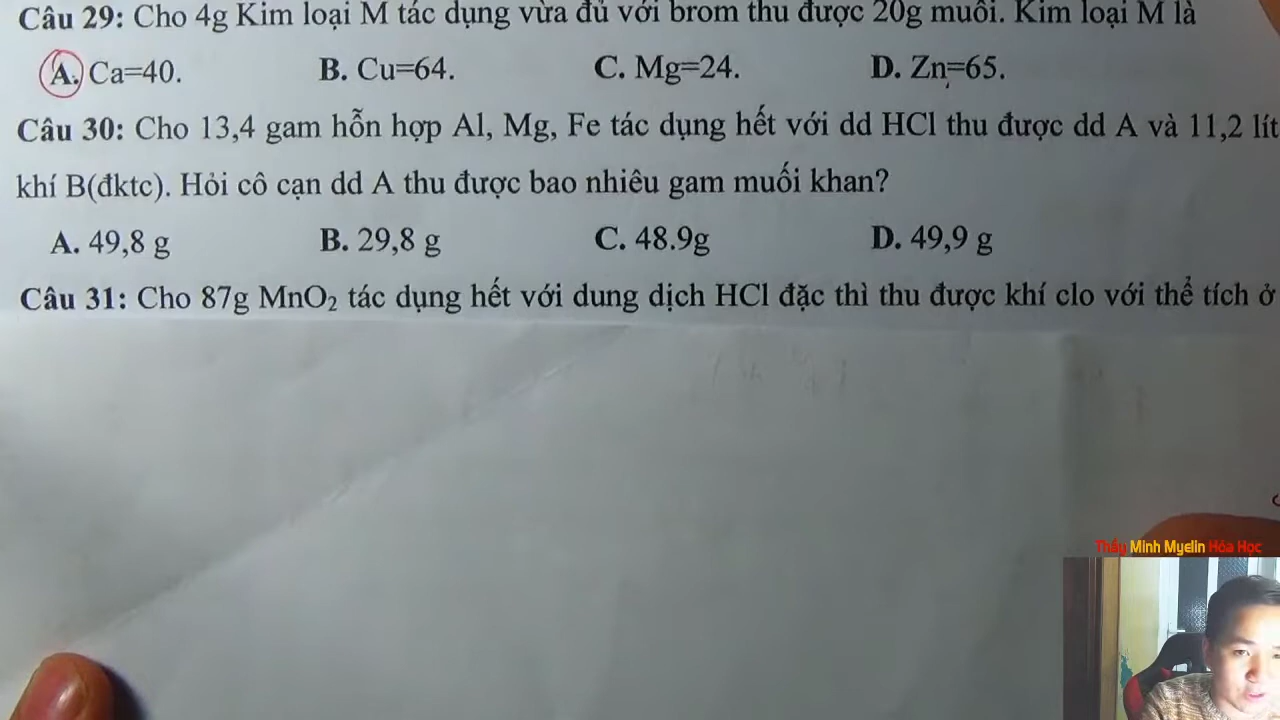 Câu 29: Cho 4g Kim loại M tác dụng vừa đủ với brom thu được 20g muối. Kim loại M là
A. Ca=40. B. Cu=64. C. Mg=24. D. Zn=65.
Câu 30: Cho 13,4 gam hỗn hợp Al, Mg, Fe tác dụng hết với dd HCl thu được dd A và 11,2 lít
khí B(đktc). Hỏi cô cạn dd A thu được bao nhiêu gam muối khan?
A. 49,8 g B. 29,8 g C. 48.9g D. 49,9 g
Câu 31: Cho 87g MnO₂ tác dụng hết với dung dịch HCl đặc thì thu được khí clo với thể tích ở
Thầy Minh Myelin Hóa Học